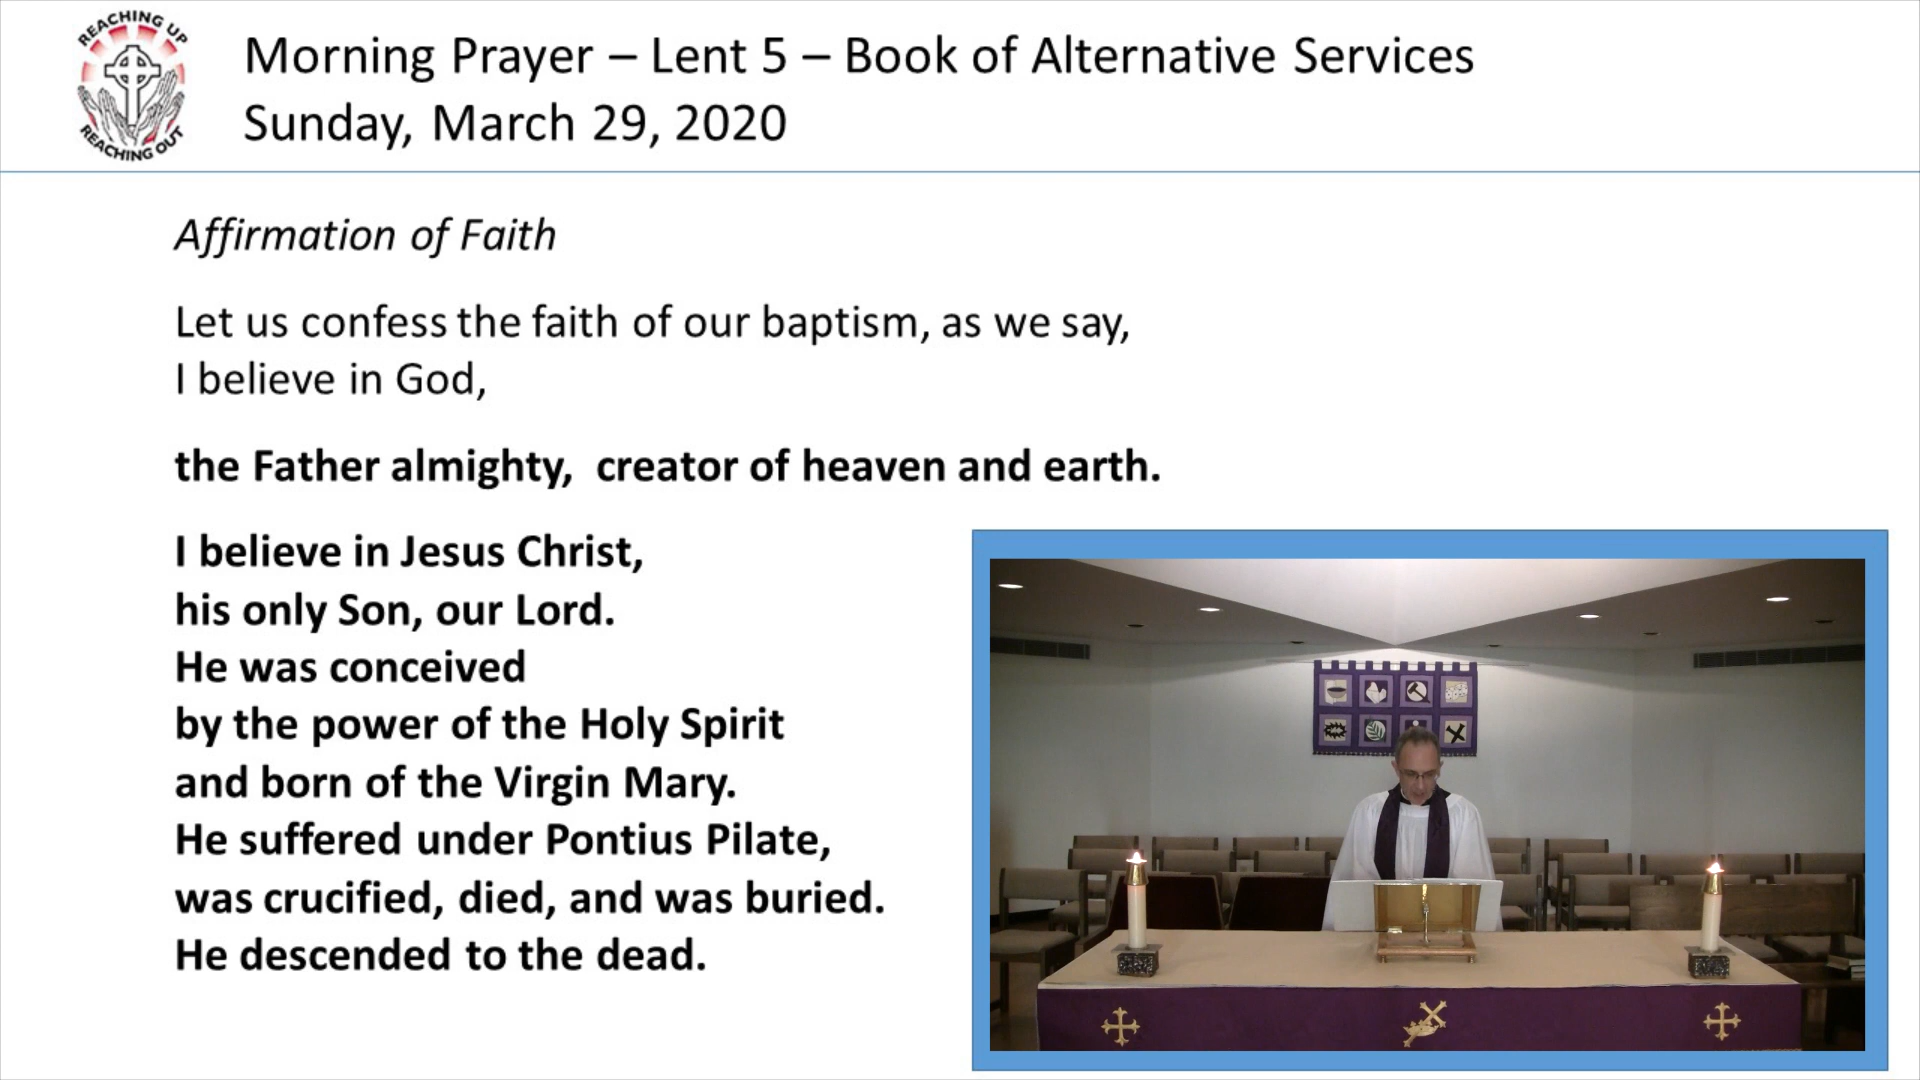 REACHING UP
REACHING OUT
Morning Prayer – Lent 5 – Book of Alternative Services
Sunday, March 29, 2020
Affirmation of Faith
Let us confess the faith of our baptism, as we say,
I believe in God,
the Father almighty,  creator of heaven and earth.
I believe in Jesus Christ,
his only Son, our Lord.
He was conceived
by the power of the Holy Spirit
and born of the Virgin Mary.
He suffered under Pontius Pilate,
was crucified, died, and was buried.
He descended to the dead.